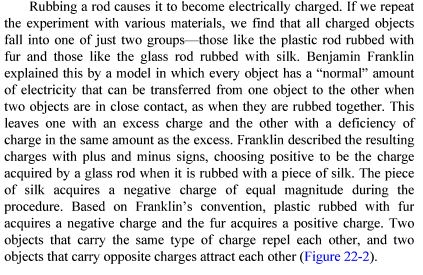 Rubbing a rod causes it to become electrically charged. If we repeat
the experiment with various materials, we find that all charged objects
fall into one of just two groups—those like the plastic rod rubbed with
fur and those like the glass rod rubbed with silk. Benjamin Franklin
explained this by a model in which every object has a “normal” amount
of electricity that can be transferred from one object to the other when
two objects are in close contact, as when they are rubbed together. This
leaves one with an excess charge and the other with a deficiency of
charge in the same amount as the excess. Franklin described the resulting
charges with plus and minus signs, choosing positive to be the charge
acquired by a glass rod when it is rubbed with a piece of silk. The piece
of silk acquires a negative charge of equal magnitude during the
procedure. Based on Franklin’s convention, plastic rubbed with fur
acquires a negative charge and the fur acquires a positive charge. Two
objects that carry the same type of charge repel each other, and two
objects that carry opposite charges attract each other (Figure 22-2).